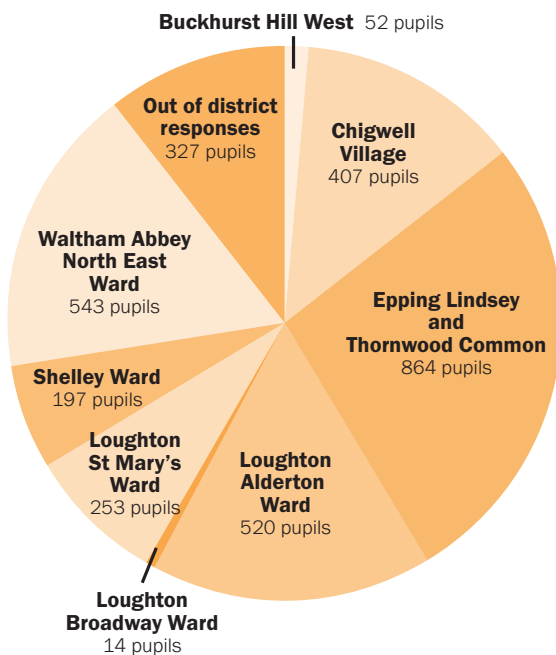 Buckhurst Hill West 52 pupils
Chigwell
Village
407 pupils
Epping Lindsey
and
Thornwood Common
864 pupils
Loughton
Alderton
Ward
520 pupils
Loughton
Broadway Ward
14 pupils
Loughton
St Mary’s
Ward
253 pupils
Shelley Ward
197 pupils
Waltham Abbey
North East
Ward
543 pupils
Out of district
responses
327 pupils